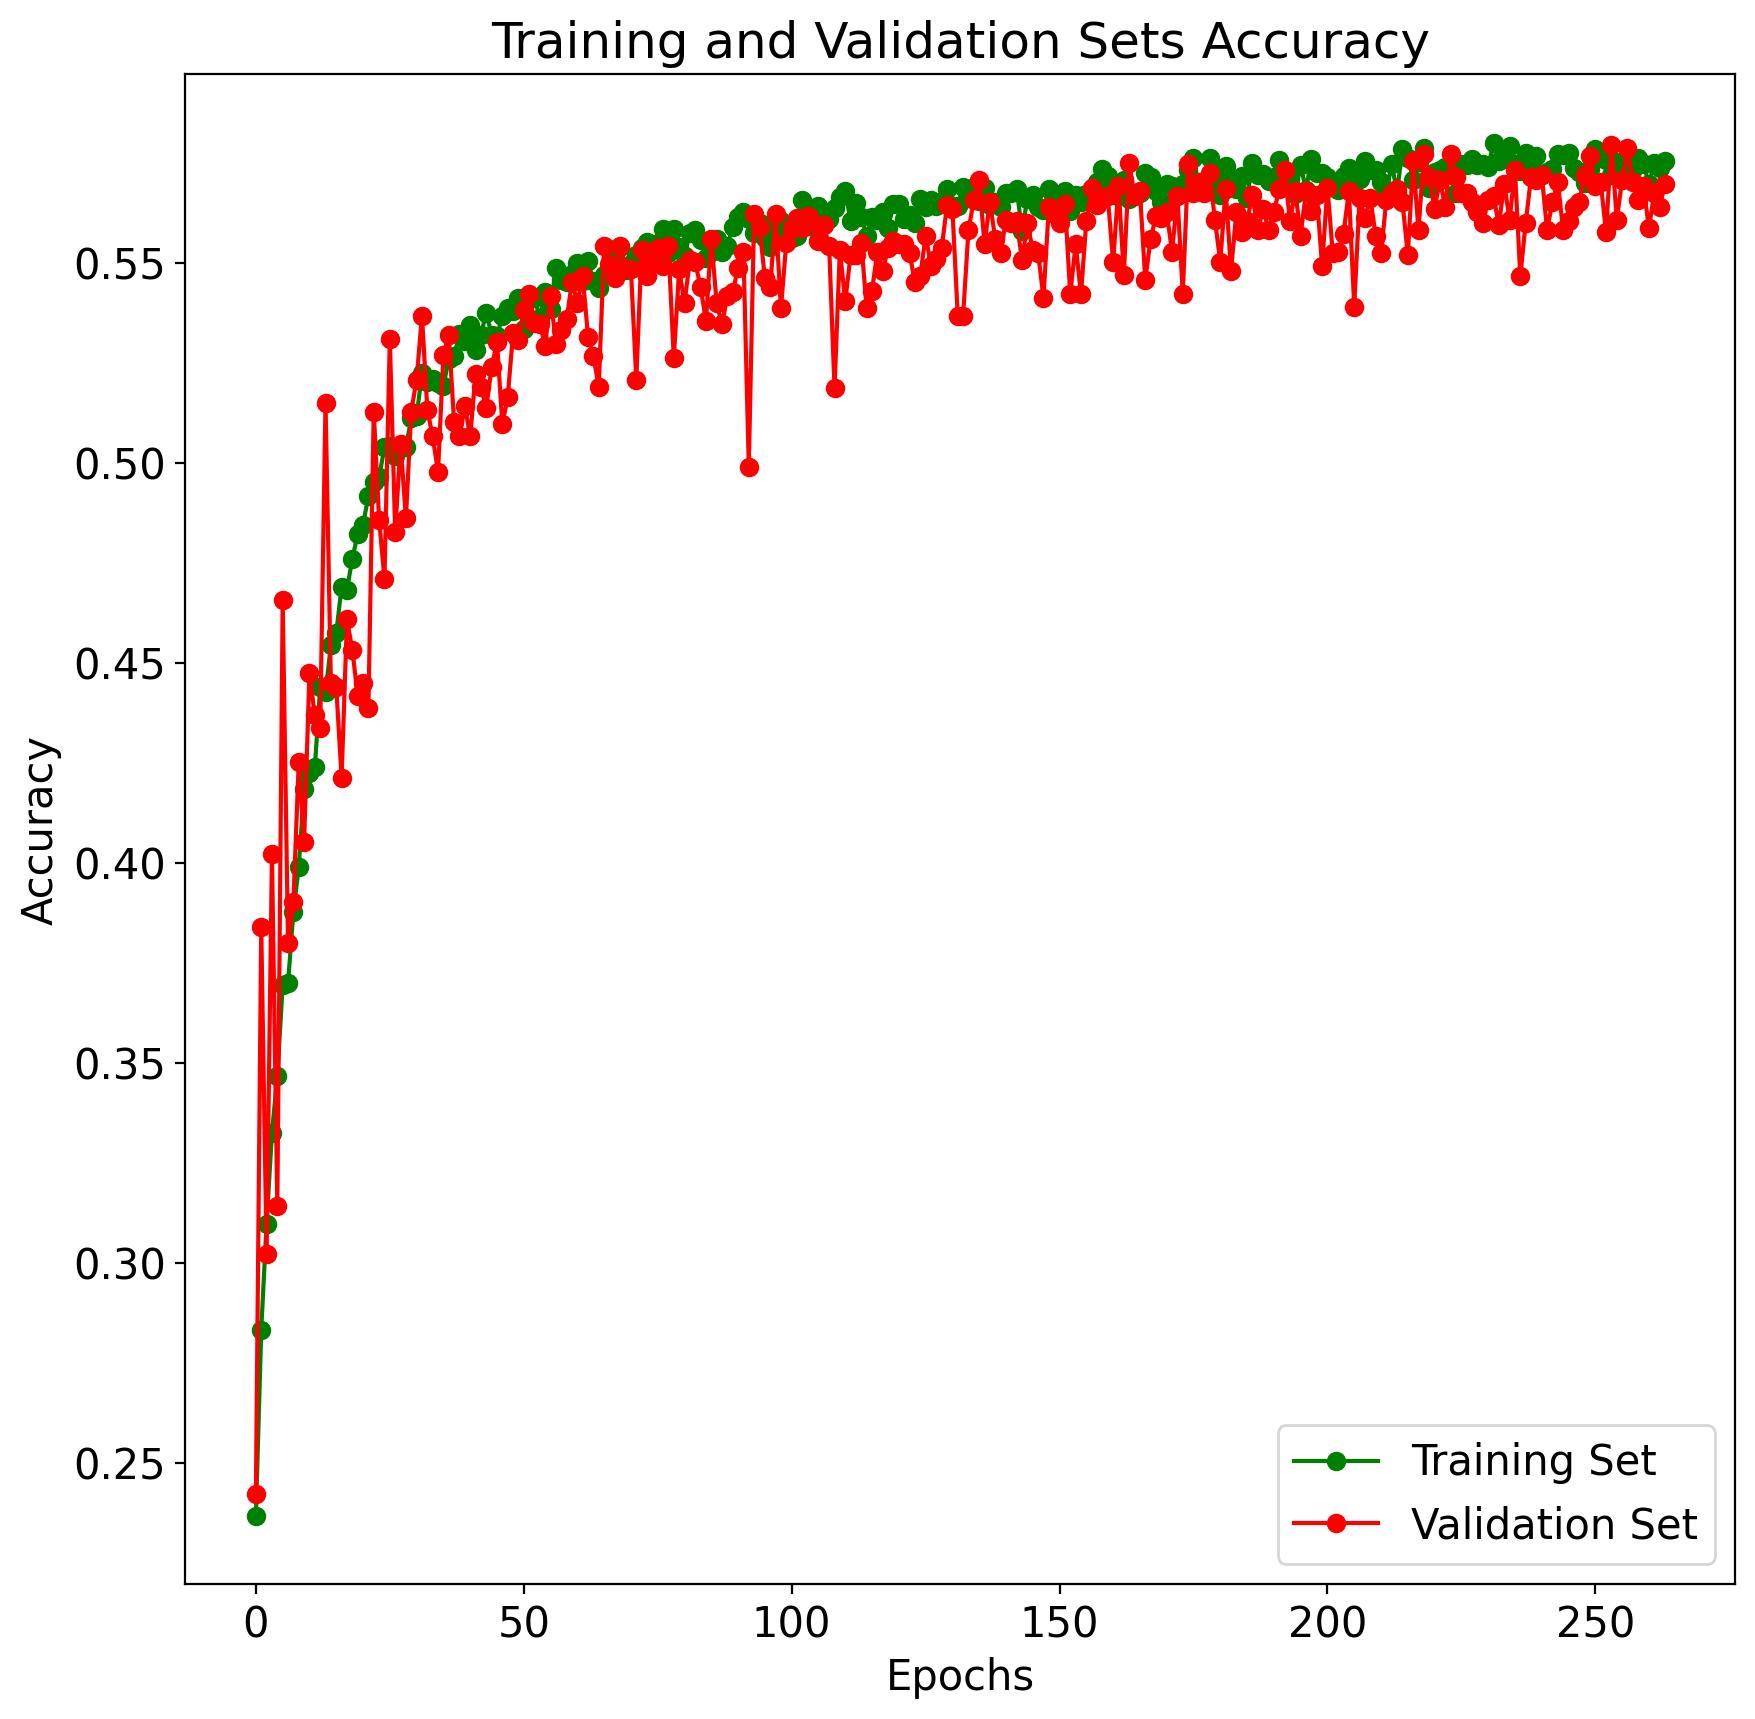 Training and Validation Sets Accuracy
0.55
0.50
0.45
0.40
0.35
0.30
0.25
Accuracy
0 50 100 150 200 250
Epochs
Training Set
Validation Set